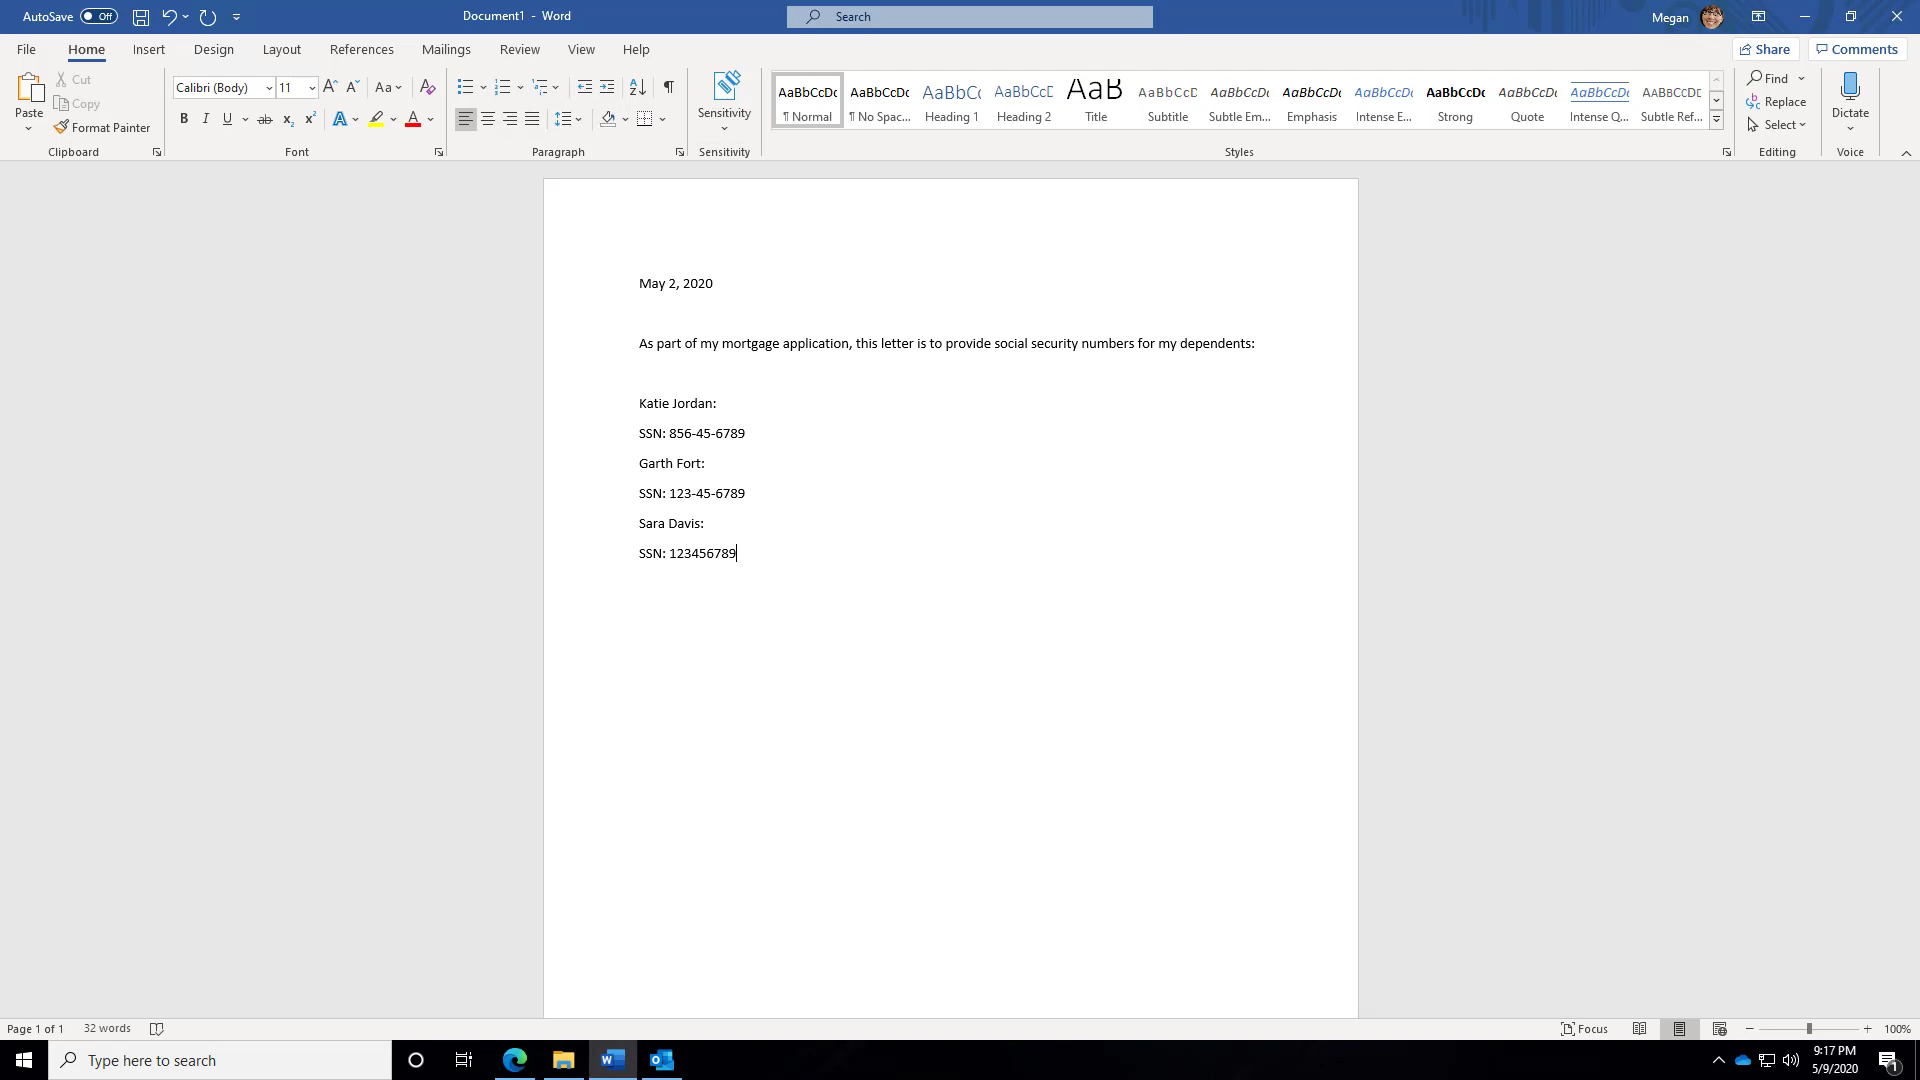 AutoSave Off Document1 - Word Search Megan
File Home Insert Design Layout References Mailings Review View Help Share Comments
Paste Cut Copy Format Painter Clipboard
Calibri (Body) 11 Aa Font
Paragraph
Sensitivity Sensitivity
AaBbCcDc ¶ Normal
AaBbCcDc ¶ No Spac...
AaBbC( Heading 1
AaBbCcE Heading 2
AaB Title
AaBbCcD Subtitle
AaBbCcDc Subtle Em...
AaBbCcDc Emphasis
AaBbCcDc Intense E...
AaBbCcDc Strong
AaBbCcDc Quote
AaBbCcDc Intense Q...
AABBCCDE Subtle Ref...
Styles
Find
Replace
Select
Editing
Dictate
Voice
May 2, 2020
As part of my mortgage application, this letter is to provide social security numbers for my dependents:
Katie Jordan:
SSN: 856-45-6789
Garth Fort:
SSN: 123-45-6789
Sara Davis:
SSN: 123456789
Page 1 of 1 32 words Focus 100%
Type here to search 9:17 PM
5/9/2020 1